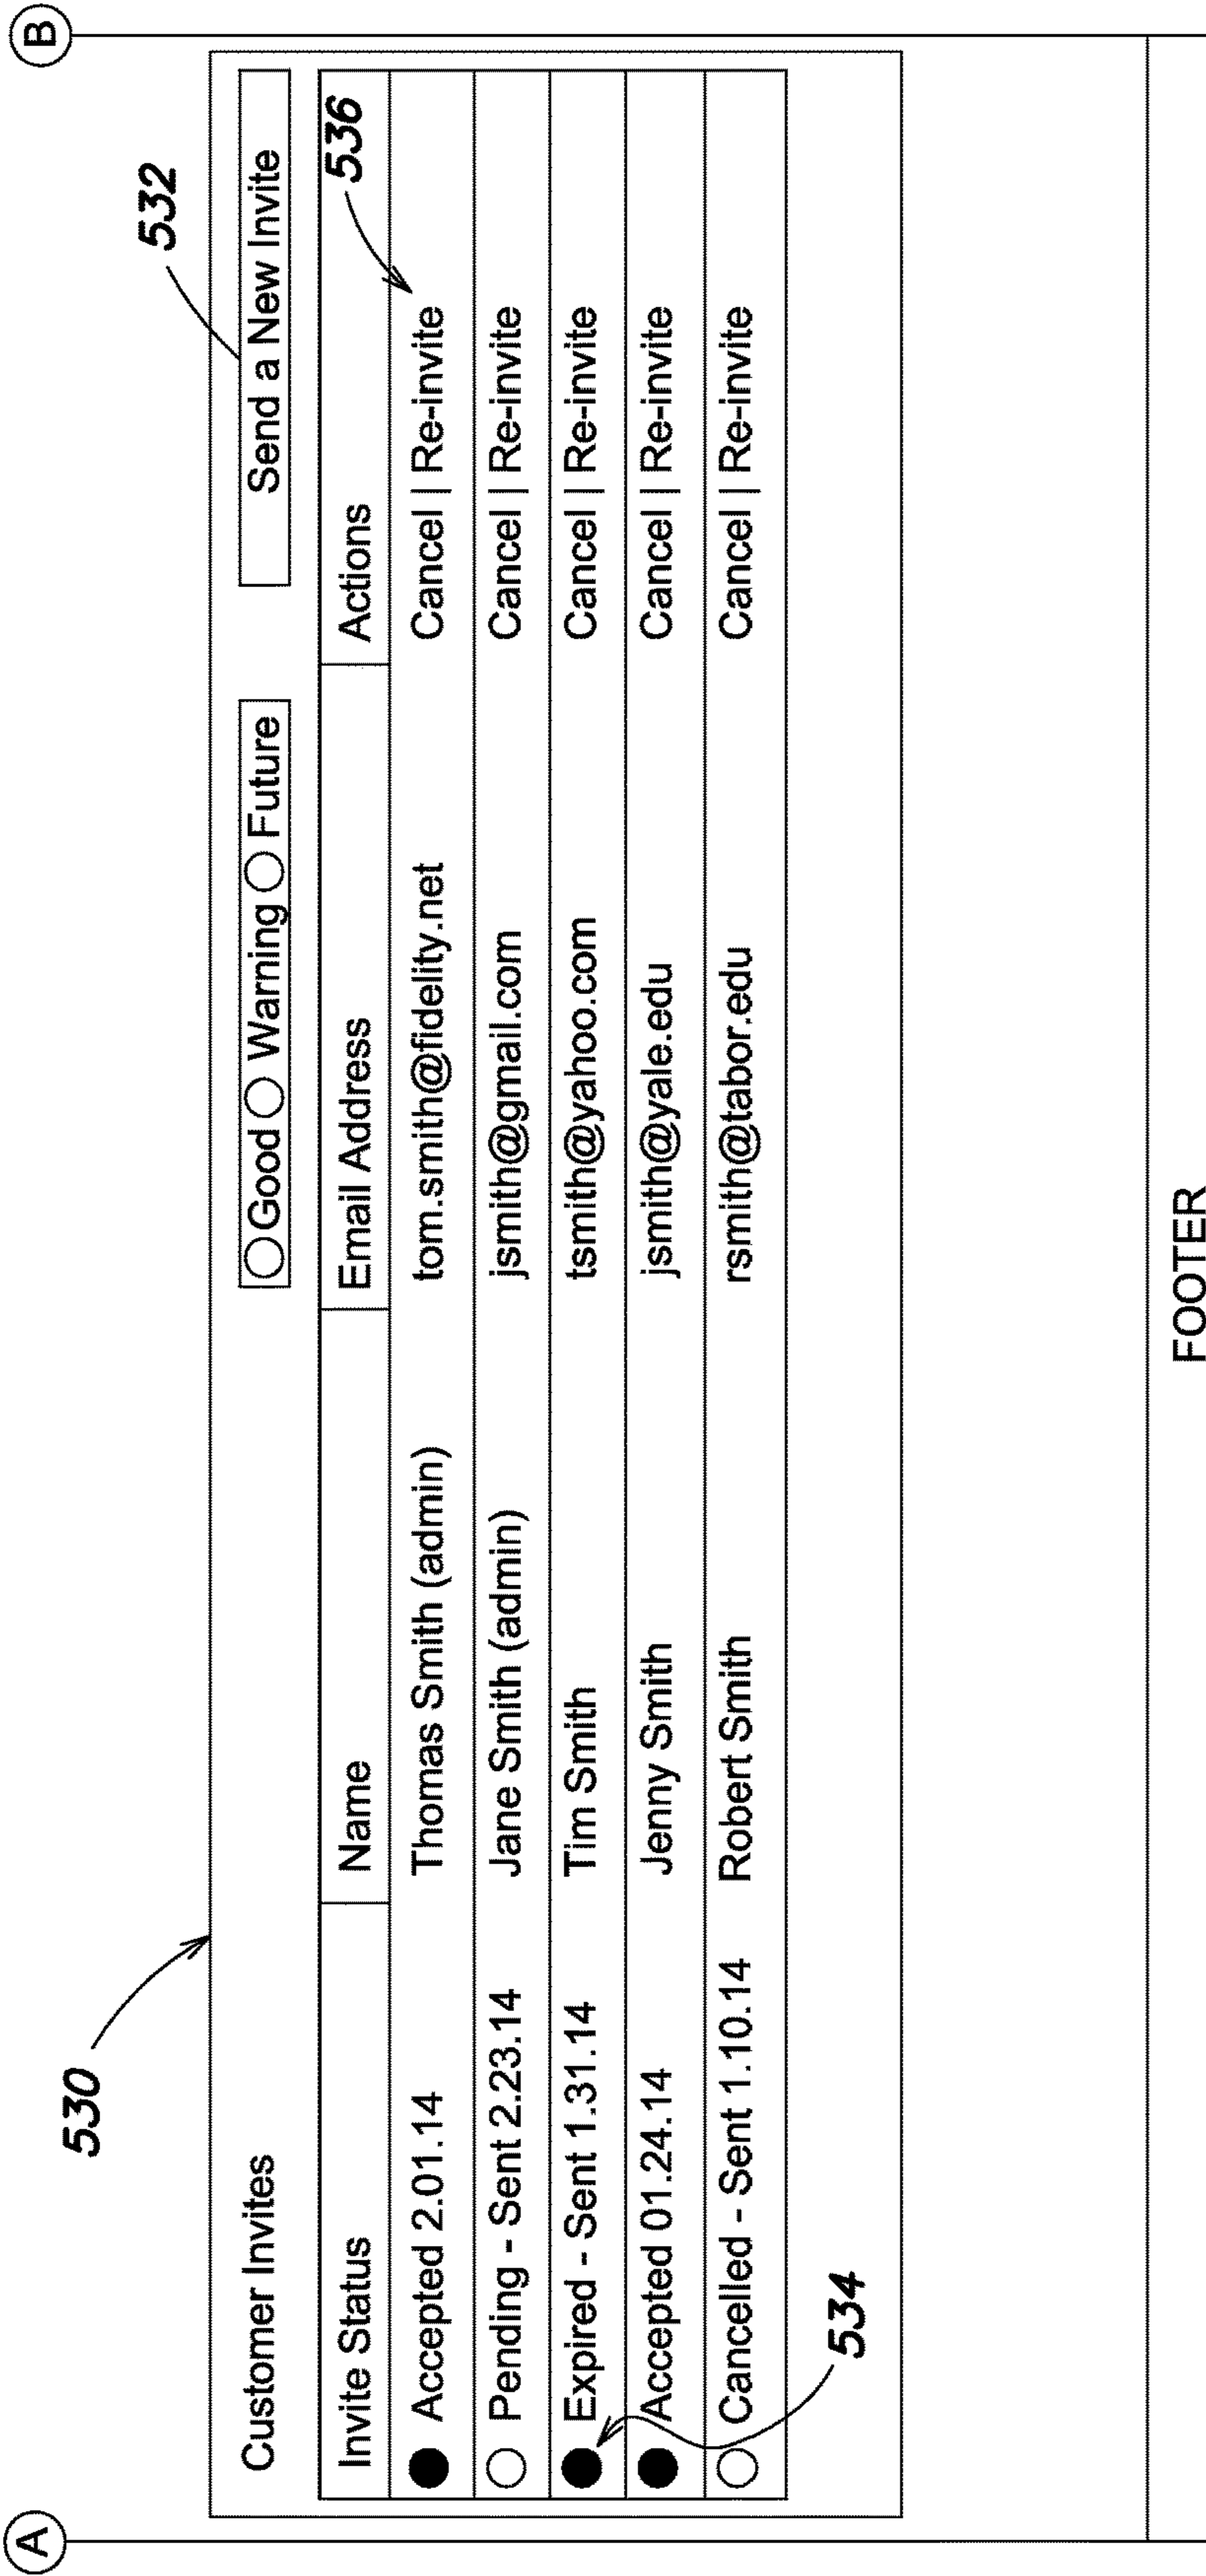 A
B
530
532
Customer Invites
Good Warning Future
Send a New Invite
Invite Status Name Email Address Actions
536
Accepted 2.01.14 Thomas Smith (admin) tom.smith@fidelity.net Cancel | Re-invite
Pending - Sent 2.23.14 Jane Smith (admin) jsmith@gmail.com Cancel | Re-invite
Expired - Sent 1.31.14 Tim Smith tsmith@yahoo.com Cancel | Re-invite
Accepted 01.24.14 Jenny Smith jsmith@yale.edu Cancel | Re-invite
Cancelled - Sent 1.10.14 Robert Smith rsmith@tabor.edu Cancel | Re-invite
534
FOOTER